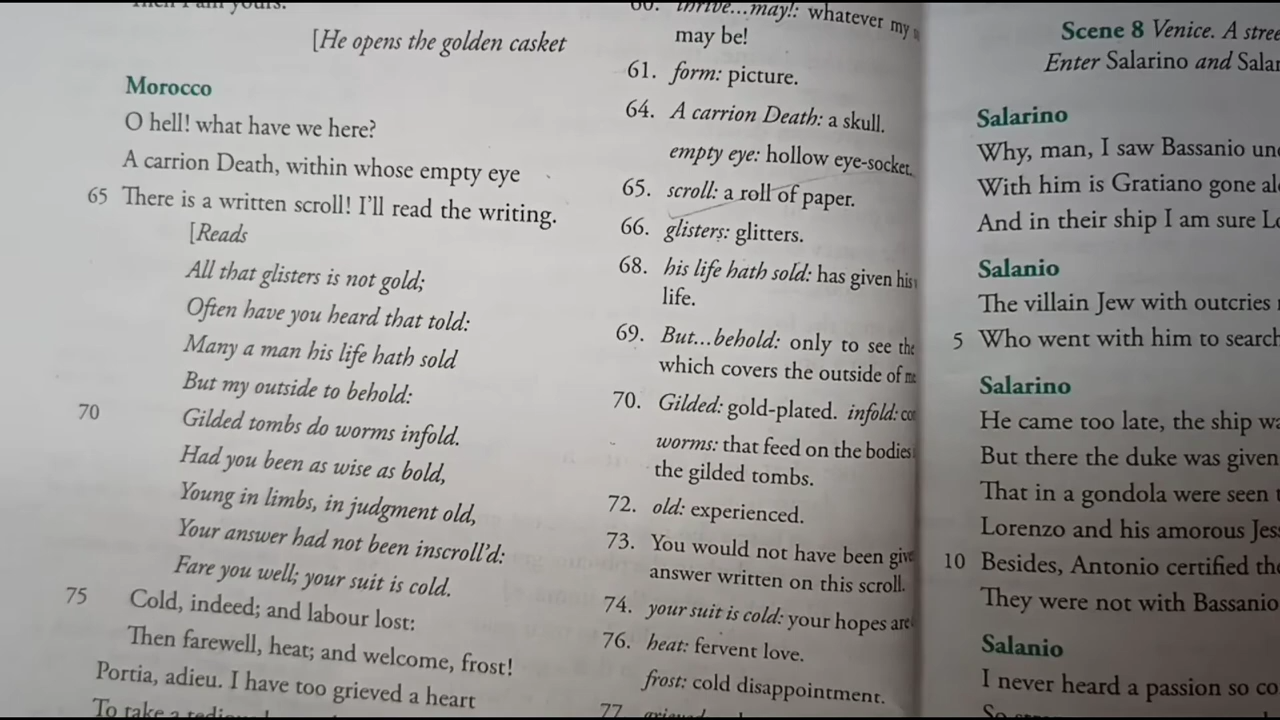 Then I am yours.
[He opens the golden casket
Morocco
O hell! what have we here?
A carrion Death, within whose empty eye
65 There is a written scroll! I'll read the writing.
[Reads
All that glisters is not gold;
Often have you heard that told:
Many a man his life hath sold
But my outside to behold:
70 Gilded tombs do worms infold.
Had you been as wise as bold,
Young in limbs, in judgment old,
Your answer had not been inscroll'd:
Fare you well; your suit is cold.
75 Cold, indeed; and labour lost:
Then farewell, heat; and welcome, frost!
Portia, adieu. I have too grieved a heart
To take a
60. thrive...may!: whatever my
may be!
61. form: picture.
64. A carrion Death: a skull.
empty eye: hollow eye-socket.
65. scroll: a roll of paper.
66. glisters: glitters.
68. his life hath sold: has given his
life.
69. But...behold: only to see the
which covers the outside of
70. Gilded: gold-plated. infold:
worms: that feed on the bodies
the gilded tombs.
72. old: experienced.
73. You would not have been
answer written on this scroll.
74. your suit is cold: your hopes are
76. heat: fervent love.
frost: cold disappointment.
77.
Scene 8 Venice. A
Enter Salarino and
Salarino
Why, man, I saw Bassanio
With him is Gratiano gone
And in their ship I am sure
Salanio
The villain Jew with outcries
5 Who went with him to search
Salarino
He came too late, the ship
But there the duke was given
That in a gondola were seen
Lorenzo and his amorous
10 Besides, Antonio certified
They were not with Bassanio
Salanio
I never heard a passion so
So